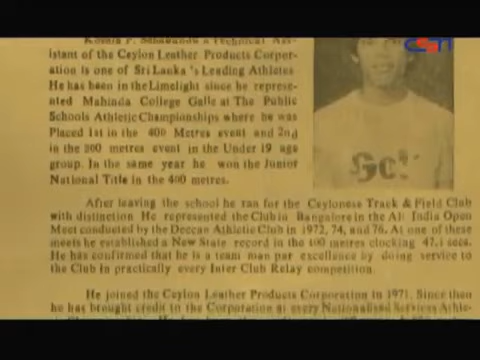 CSN
a Technical Ass-
istant of the Ceylon Leather Products Corpor-
ation is one of Sri Lanka 's Leading Athletes.
He has been in the Limelight since he represe-
nted Mahinda College Galle at The Public
Schools Athletic Championships where he was
Placed 1st in the 400 Metres event and 2nd
in the 800 metres event in the Under 19 age
group. In the same year he won the Junior
National Title in the 400 metres.
After leaving the school he ran for the Ceylonese Track & Field Club
with distinction He represented the Club in Bangalore in the All India Open
Meet conducted by the Deccan Athletic Club in 1972, 74, and 76. At one of these
meets he established a New State record in the 400 metres clocking 47.1 secs.
He has confirmed that he is a team man par excellence by doing service to
the Club in practically every Inter Club Relay competition.
He joined the Ceylon Leather Products Corporation in 1971. Since then
he has brought credit to the Corporation at every Nationalised Services Athle-